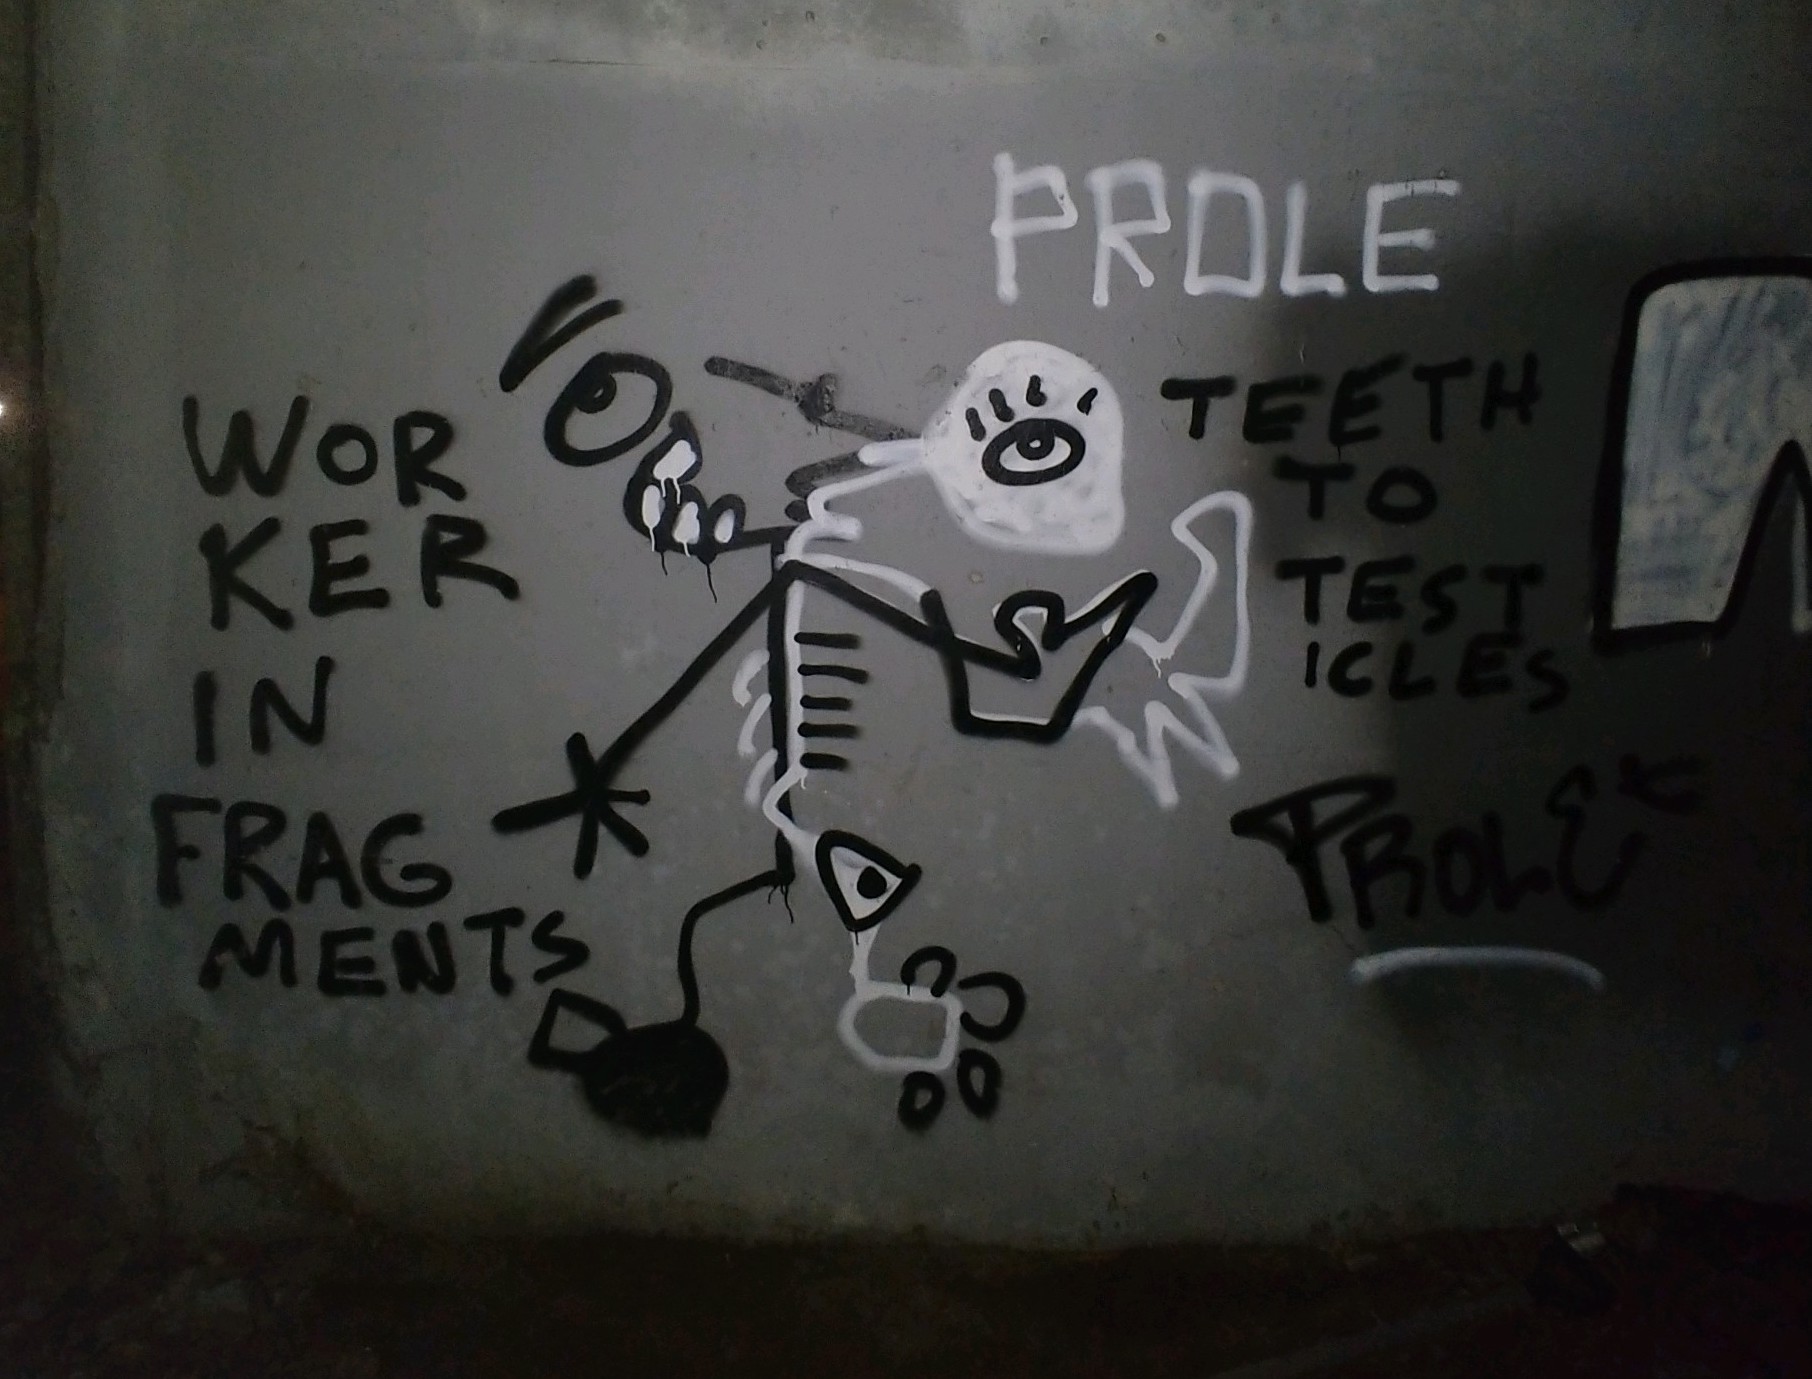 PROLE
WOR
KER
IN
FRAG
MENTS
TEETH
TO
TEST
ICLES
PROLE